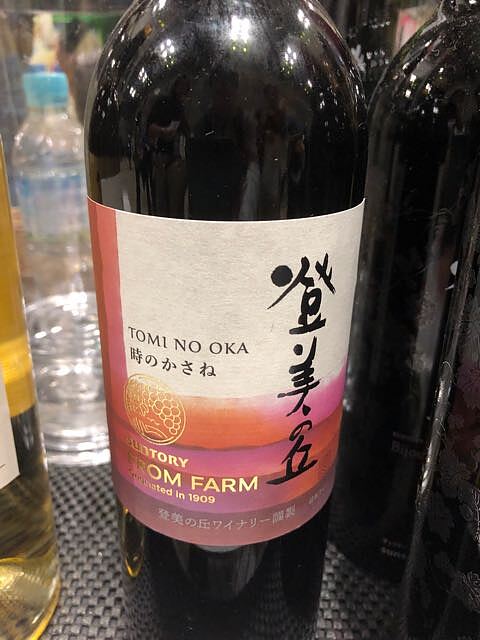 登美の丘
TOMI NO OKA
時のかさね
SUNTORY
FROM FARM
Originated in 1909
登美の丘ワイナリー謹製